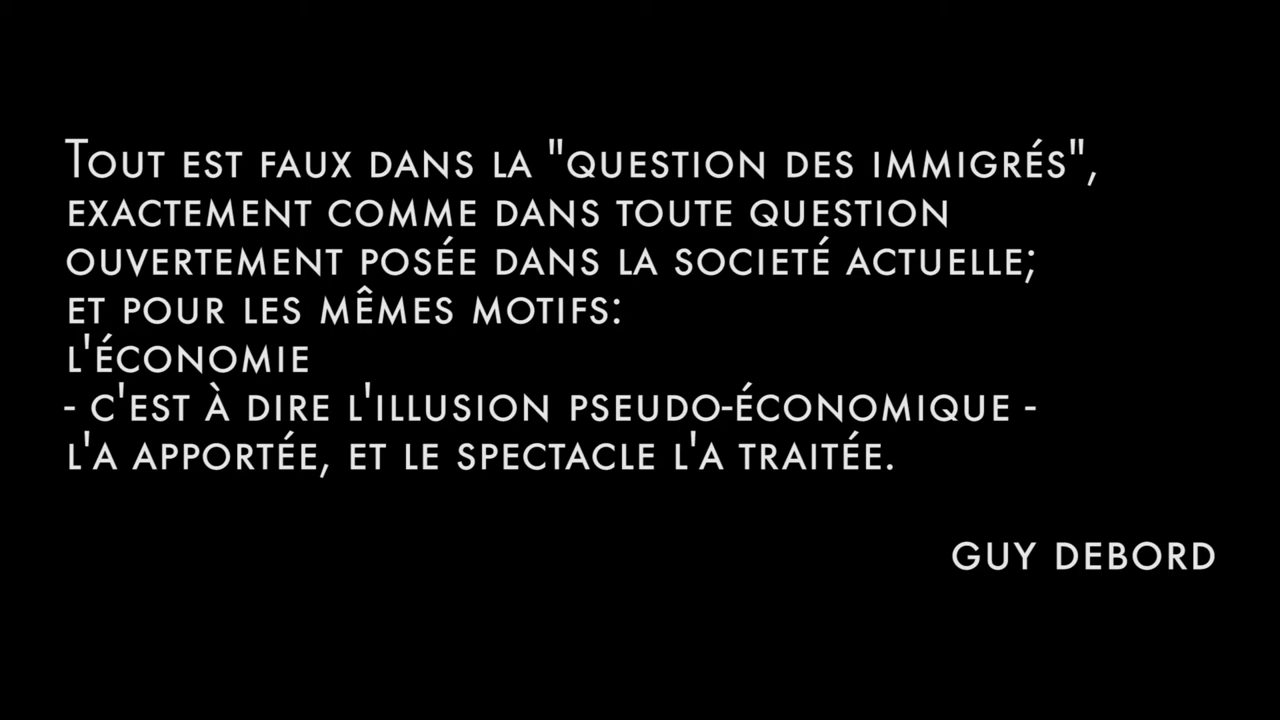 Tout est faux dans la "question des immigrés",
exactement comme dans toute question
ouvertement posée dans la societé actuelle;
et pour les mêmes motifs:
l'économie
- c'est à dire l'illusion pseudo-économique -
l'a apportée, et le spectacle l'a traitée.
GUY DEBORD